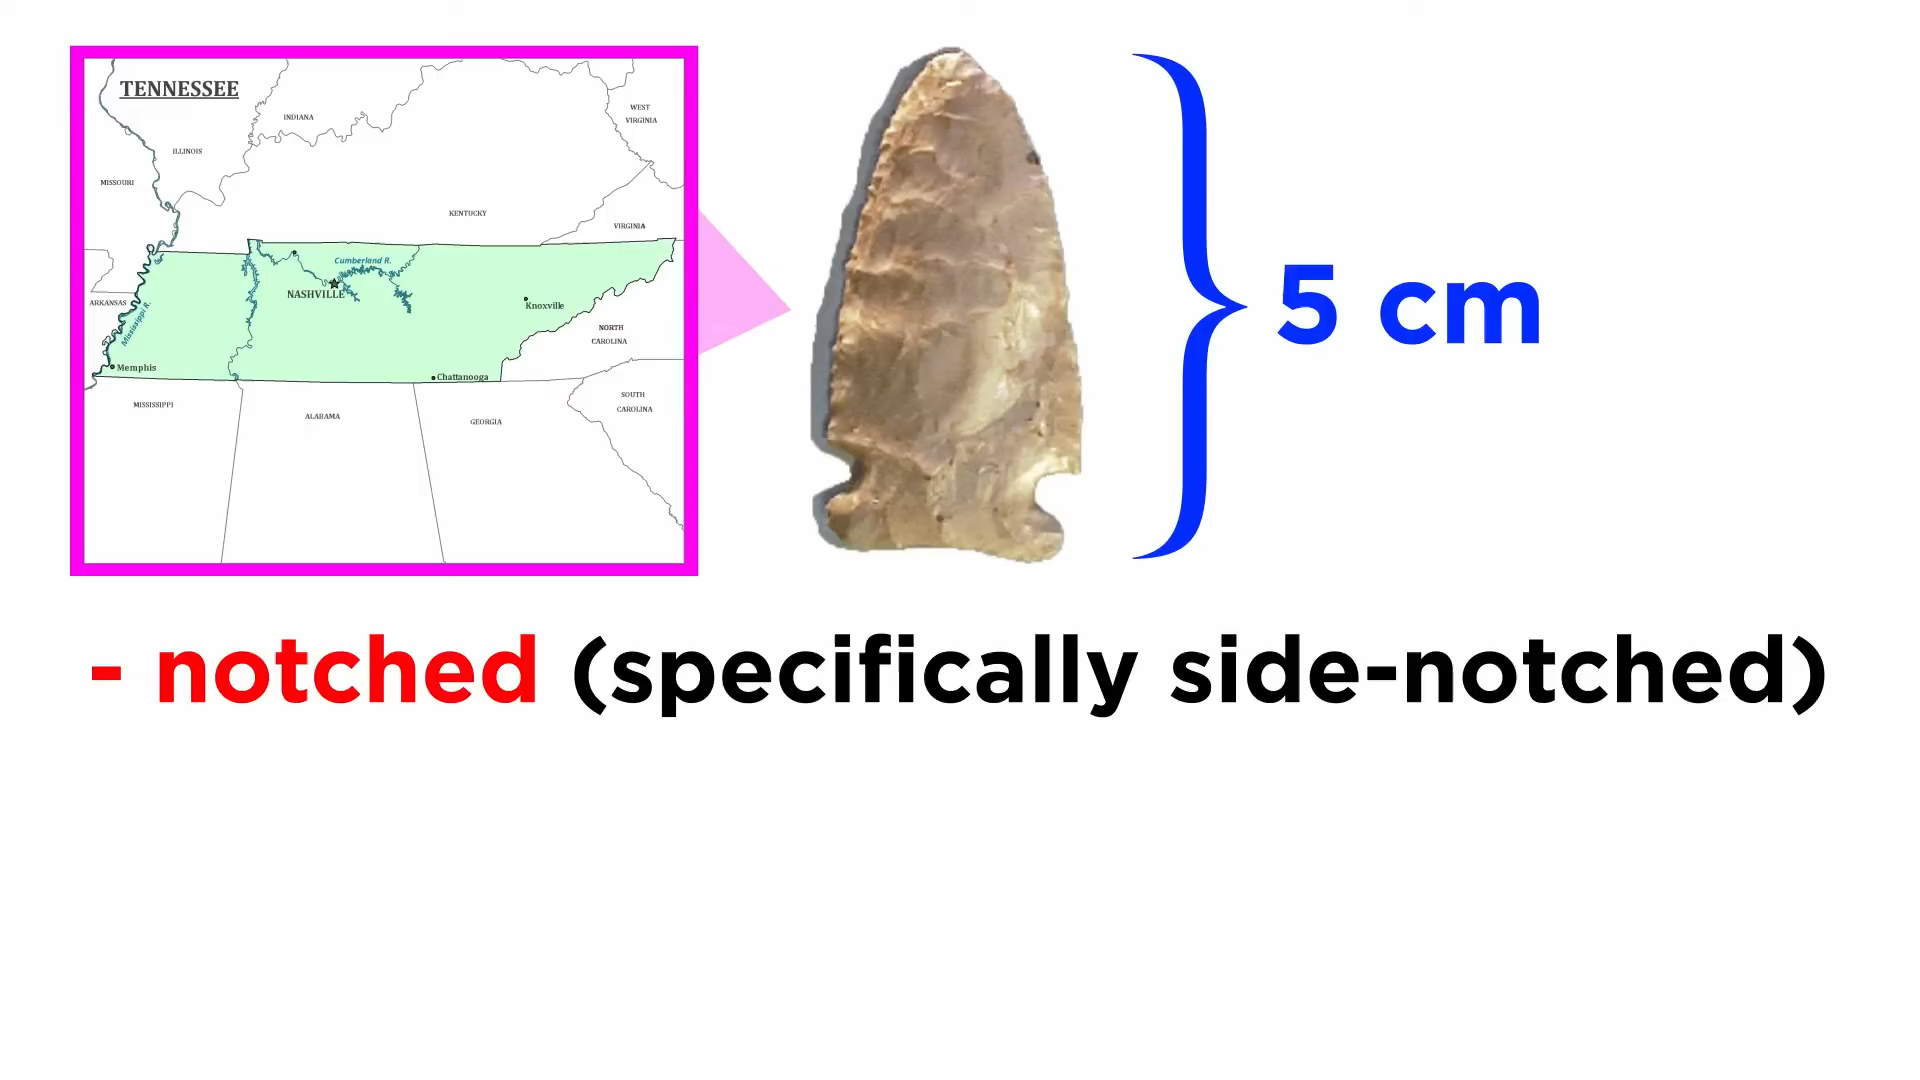 TENNESSEE
INDIANA
WEST
VIRGINIA
ILLINOIS
MISSOURI
KENTUCKY
VIRGINIA
Cumberland R.
NASHVILLE
Knoxville
ARKANSAS
Mississippi R.
NORTH
CAROLINA
Memphis
Chattanooga
MISSISSIPPI
ALABAMA
GEORGIA
SOUTH
CAROLINA
5 cm
- notched (specifically side-notched)